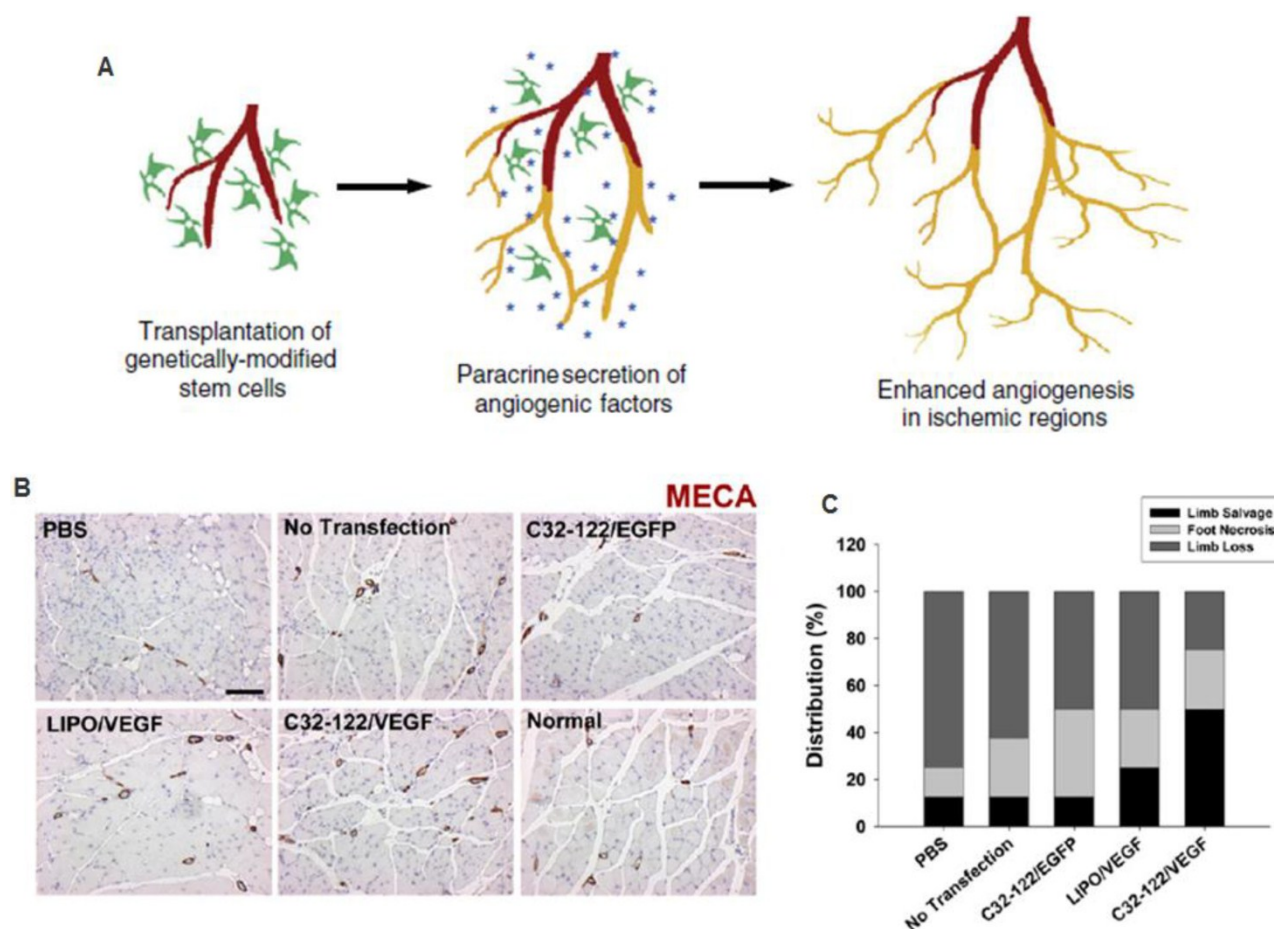 A
Transplantation of
genetically-modified
stem cells
Paracrine secretion of
angiogenic factors
Enhanced angiogenesis
in ischemic regions
B
MECA
PBS
No Transfection
C32-122/EGFP
LIPO/VEGF
C32-122/VEGF
Normal
C
Limb Salvage
Foot Necrosis
Limb Loss
Distribution (%)
120
100
80
60
40
20
0
PBS
No Transfection
C32-122/EGFP
LIPO/VEGF
C32-122/VEGF